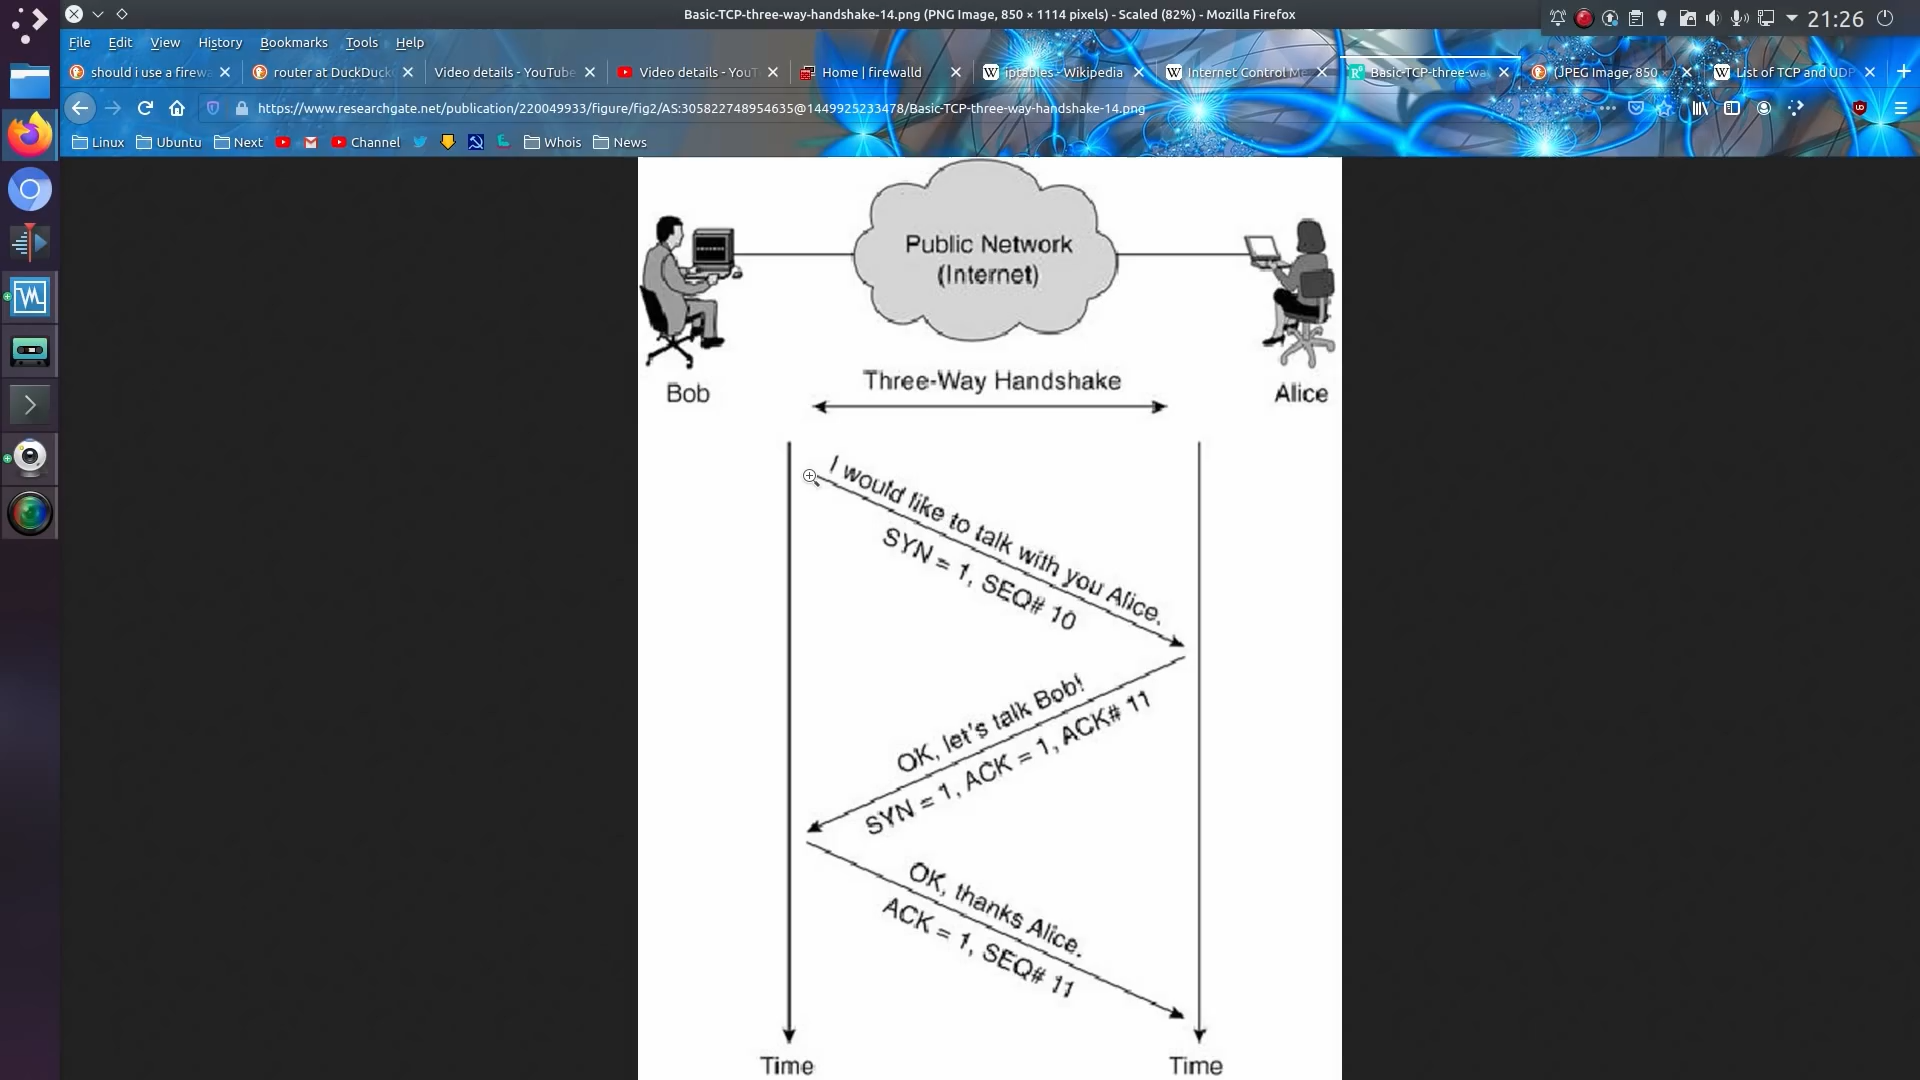 Basic-TCP-three-way-handshake-14.png (PNG Image, 850 × 1114 pixels) - Scaled (82%) - Mozilla Firefox
21:26
File Edit View History Bookmarks Tools Help
should i use a firewa
router at DuckDuck
Video details - YouTube
Video details - YouT
Home | firewalld
iptables - Wikipedia
Internet Control Me
Basic-TCP-three-wa
(JPEG Image, 850 ×
List of TCP and UDP
https://www.researchgate.net/publication/220049933/figure/fig2/AS:305822748954635@1449925233478/Basic-TCP-three-way-handshake-14.png
Linux Ubuntu Next Channel Whois News
Public Network
(Internet)
Bob
Three-Way Handshake
Alice
I would like to talk with you Alice.
SYN = 1, SEQ# 10
OK, let's talk Bob!
SYN = 1, ACK = 1, ACK# 11
OK, thanks Alice.
ACK = 1, SEQ# 11
Time
Time